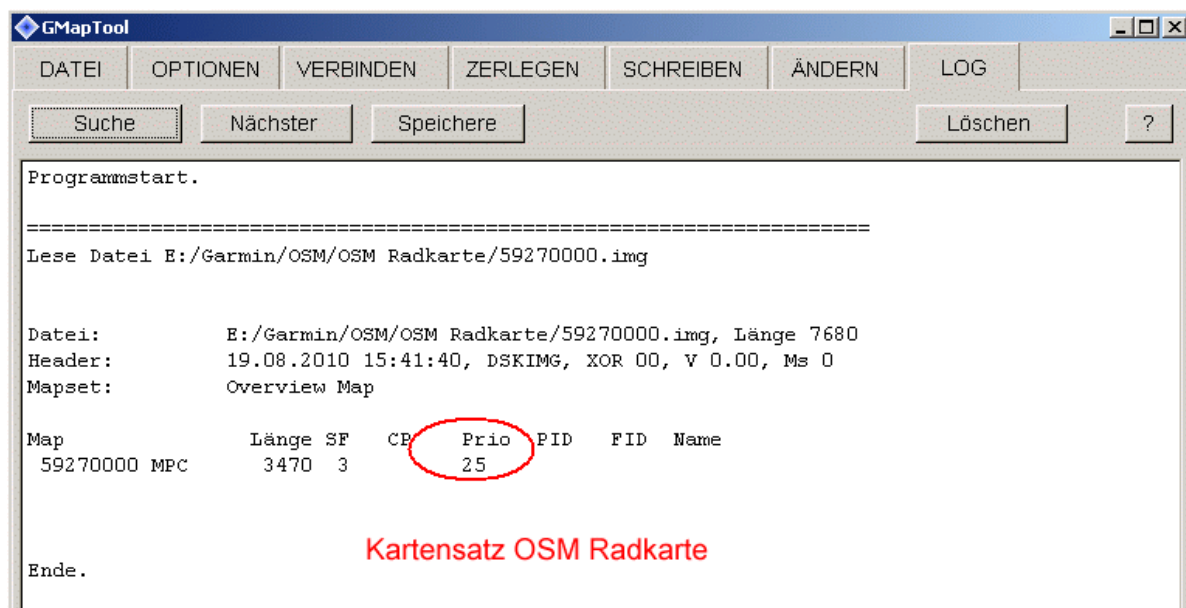 GMapTool
DATEI OPTIONEN VERBINDEN ZERLEGEN SCHREIBEN ÄNDERN LOG
Suche Nächster Speichere Löschen ?
Programmstart.
====================================================================
Lese Datei E:/Garmin/OSM/OSM Radkarte/59270000.img
Datei: E:/Garmin/OSM/OSM Radkarte/59270000.img, Länge 7680
Header: 19.08.2010 15:41:40, DSKIMG, XOR 00, V 0.00, Ms 0
Mapset: Overview Map
Map Länge SF CP Prio PID FID Name
59270000 MPC 3470 3 25
Kartensatz OSM Radkarte
Ende.